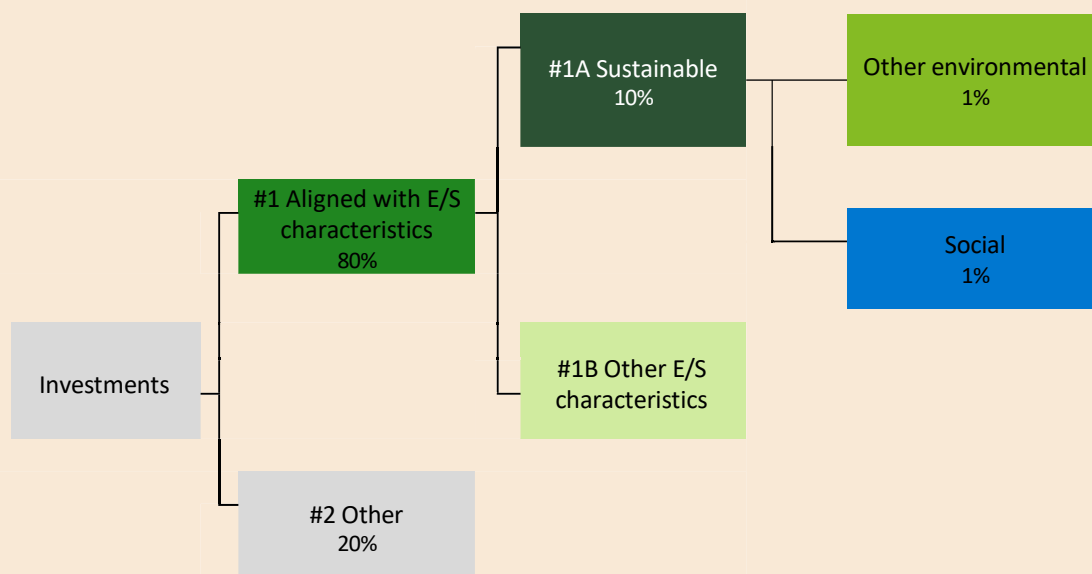 #1A Sustainable
10%
Other environmental
1%
#1 Aligned with E/S
characteristics
80%
Social
1%
Investments
#1B Other E/S
characteristics
#2 Other
20%